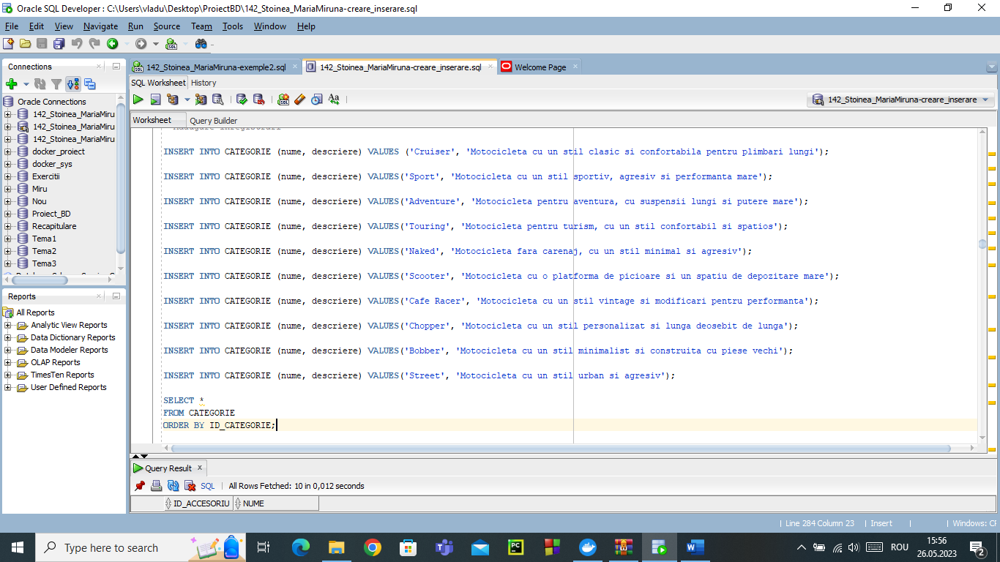 Oracle SQL Developer : C:\Users\vladu\Desktop\ProiectBD\142_Stoinea_MariaMiruna-creare_inserare.sql
File Edit View Navigate Run Source Team Tools Window Help
Connections
Oracle Connections
142_Stoinea_MariaMiru
142_Stoinea_MariaMiru
142_Stoinea_MariaMiru
docker_proiect
docker_sys
Exercitii
Miru
Nou
Proiect_BD
Recapitulare
Tema1
Tema2
Tema3
Reports
All Reports
Analytic View Reports
Data Dictionary Reports
Data Modeler Reports
OLAP Reports
TimesTen Reports
User Defined Reports
142_Stoinea_MariaMiruna-exemple2.sql
142_Stoinea_MariaMiruna-creare_inserare.sql
Welcome Page
SQL Worksheet History
142_Stoinea_MariaMiruna-creare_inserare
Worksheet Query Builder
INSERT INTO CATEGORIE (nume, descriere) VALUES ('Cruiser', 'Motocicleta cu un stil clasic si confortabila pentru plimbari lungi');
INSERT INTO CATEGORIE (nume, descriere) VALUES('Sport', 'Motocicleta cu un stil sportiv, agresiv si performanta mare');
INSERT INTO CATEGORIE (nume, descriere) VALUES('Adventure', 'Motocicleta pentru aventura, cu suspensii lungi si putere mare');
INSERT INTO CATEGORIE (nume, descriere) VALUES('Touring', 'Motocicleta pentru turism, cu un stil confortabil si spatios');
INSERT INTO CATEGORIE (nume, descriere) VALUES('Naked', 'Motocicleta fara carenaj, cu un stil minimal si agresiv');
INSERT INTO CATEGORIE (nume, descriere) VALUES('Scooter', 'Motocicleta cu o platforma de picioare si un spatiu de depozitare mare');
INSERT INTO CATEGORIE (nume, descriere) VALUES('Cafe Racer', 'Motocicleta cu un stil vintage si modificari pentru performanta');
INSERT INTO CATEGORIE (nume, descriere) VALUES('Chopper', 'Motocicleta cu un stil personalizat si lunga deosebit de lunga');
INSERT INTO CATEGORIE (nume, descriere) VALUES('Bobber', 'Motocicleta cu un stil minimalist si construita cu piese vechi');
INSERT INTO CATEGORIE (nume, descriere) VALUES('Street', 'Motocicleta cu un stil urban si agresiv');
SELECT *
FROM CATEGORIE
ORDER BY ID_CATEGORIE;
Query Result
SQL | All Rows Fetched: 10 in 0,012 seconds
ID_ACCESORIU NUME
Line 284 Column 23 | Insert | Windows: CF
Type here to search
ROU
15:56
26.05.2023
2